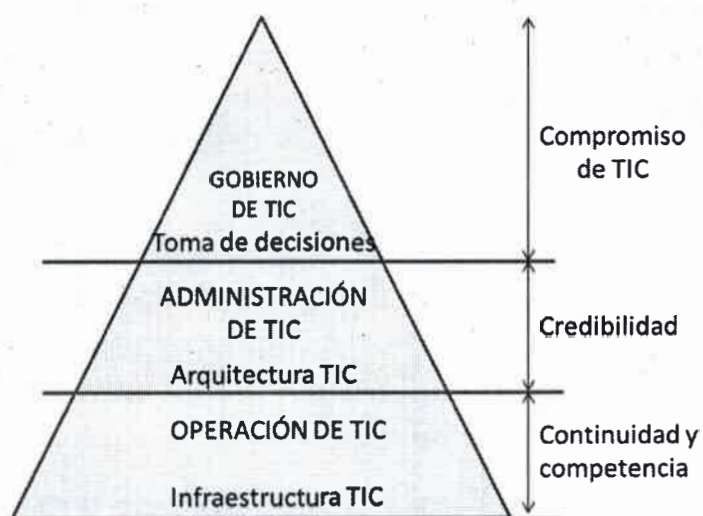 GOBIERNO
DE TIC
Toma de decisiones
Compromiso
de TIC
ADMINISTRACIÓN
DE TIC
Arquitectura TIC
Credibilidad
OPERACIÓN DE TIC
Infraestructura TIC
Continuidad y
competencia